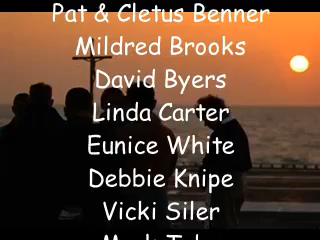 Pat & Cletus Benner
Mildred Brooks
David Byers
Linda Carter
Eunice White
Debbie Knipe
Vicki Siler